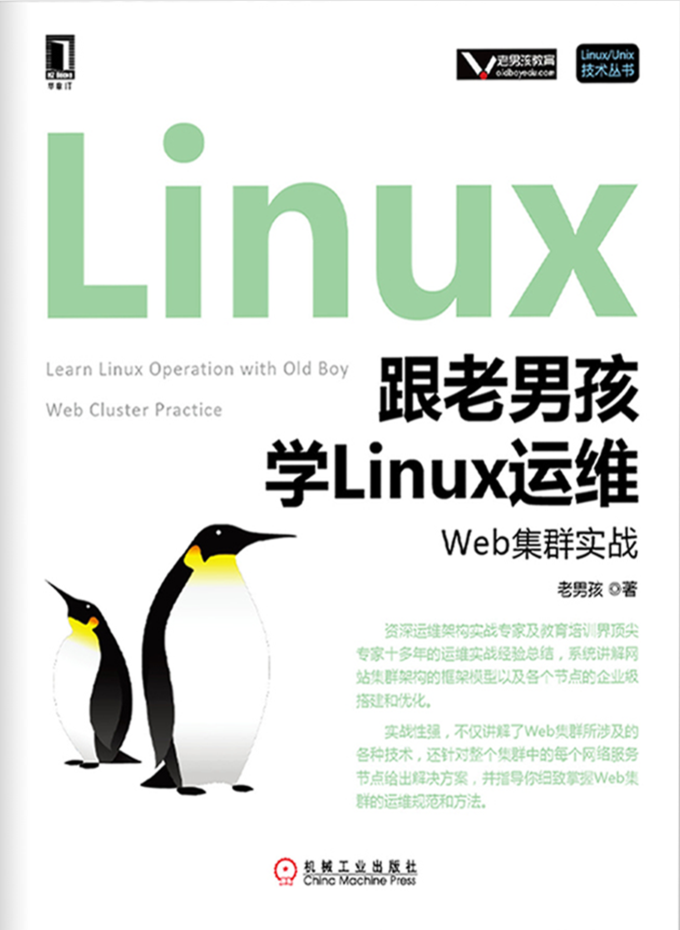 HZ Books
华章IT
老男孩教育
oldboyedu.com
Linux/Unix
技术丛书
Linux
Learn Linux Operation with Old Boy
Web Cluster Practice
跟老男孩
学Linux运维
Web集群实战
老男孩 ◎著
资深运维架构实战专家及教育培训界顶尖
专家十多年的运维实战经验总结，系统讲解网
站集群架构的框架模型以及各个节点的企业级
搭建和优化。
实战性强，不仅讲解了Web集群所涉及的
各种技术，还针对整个集群中的每个网络服务
节点给出解决方案，并指导你细致掌握Web集
群的运维规范和方法。
机械工业出版社
China Machine Press